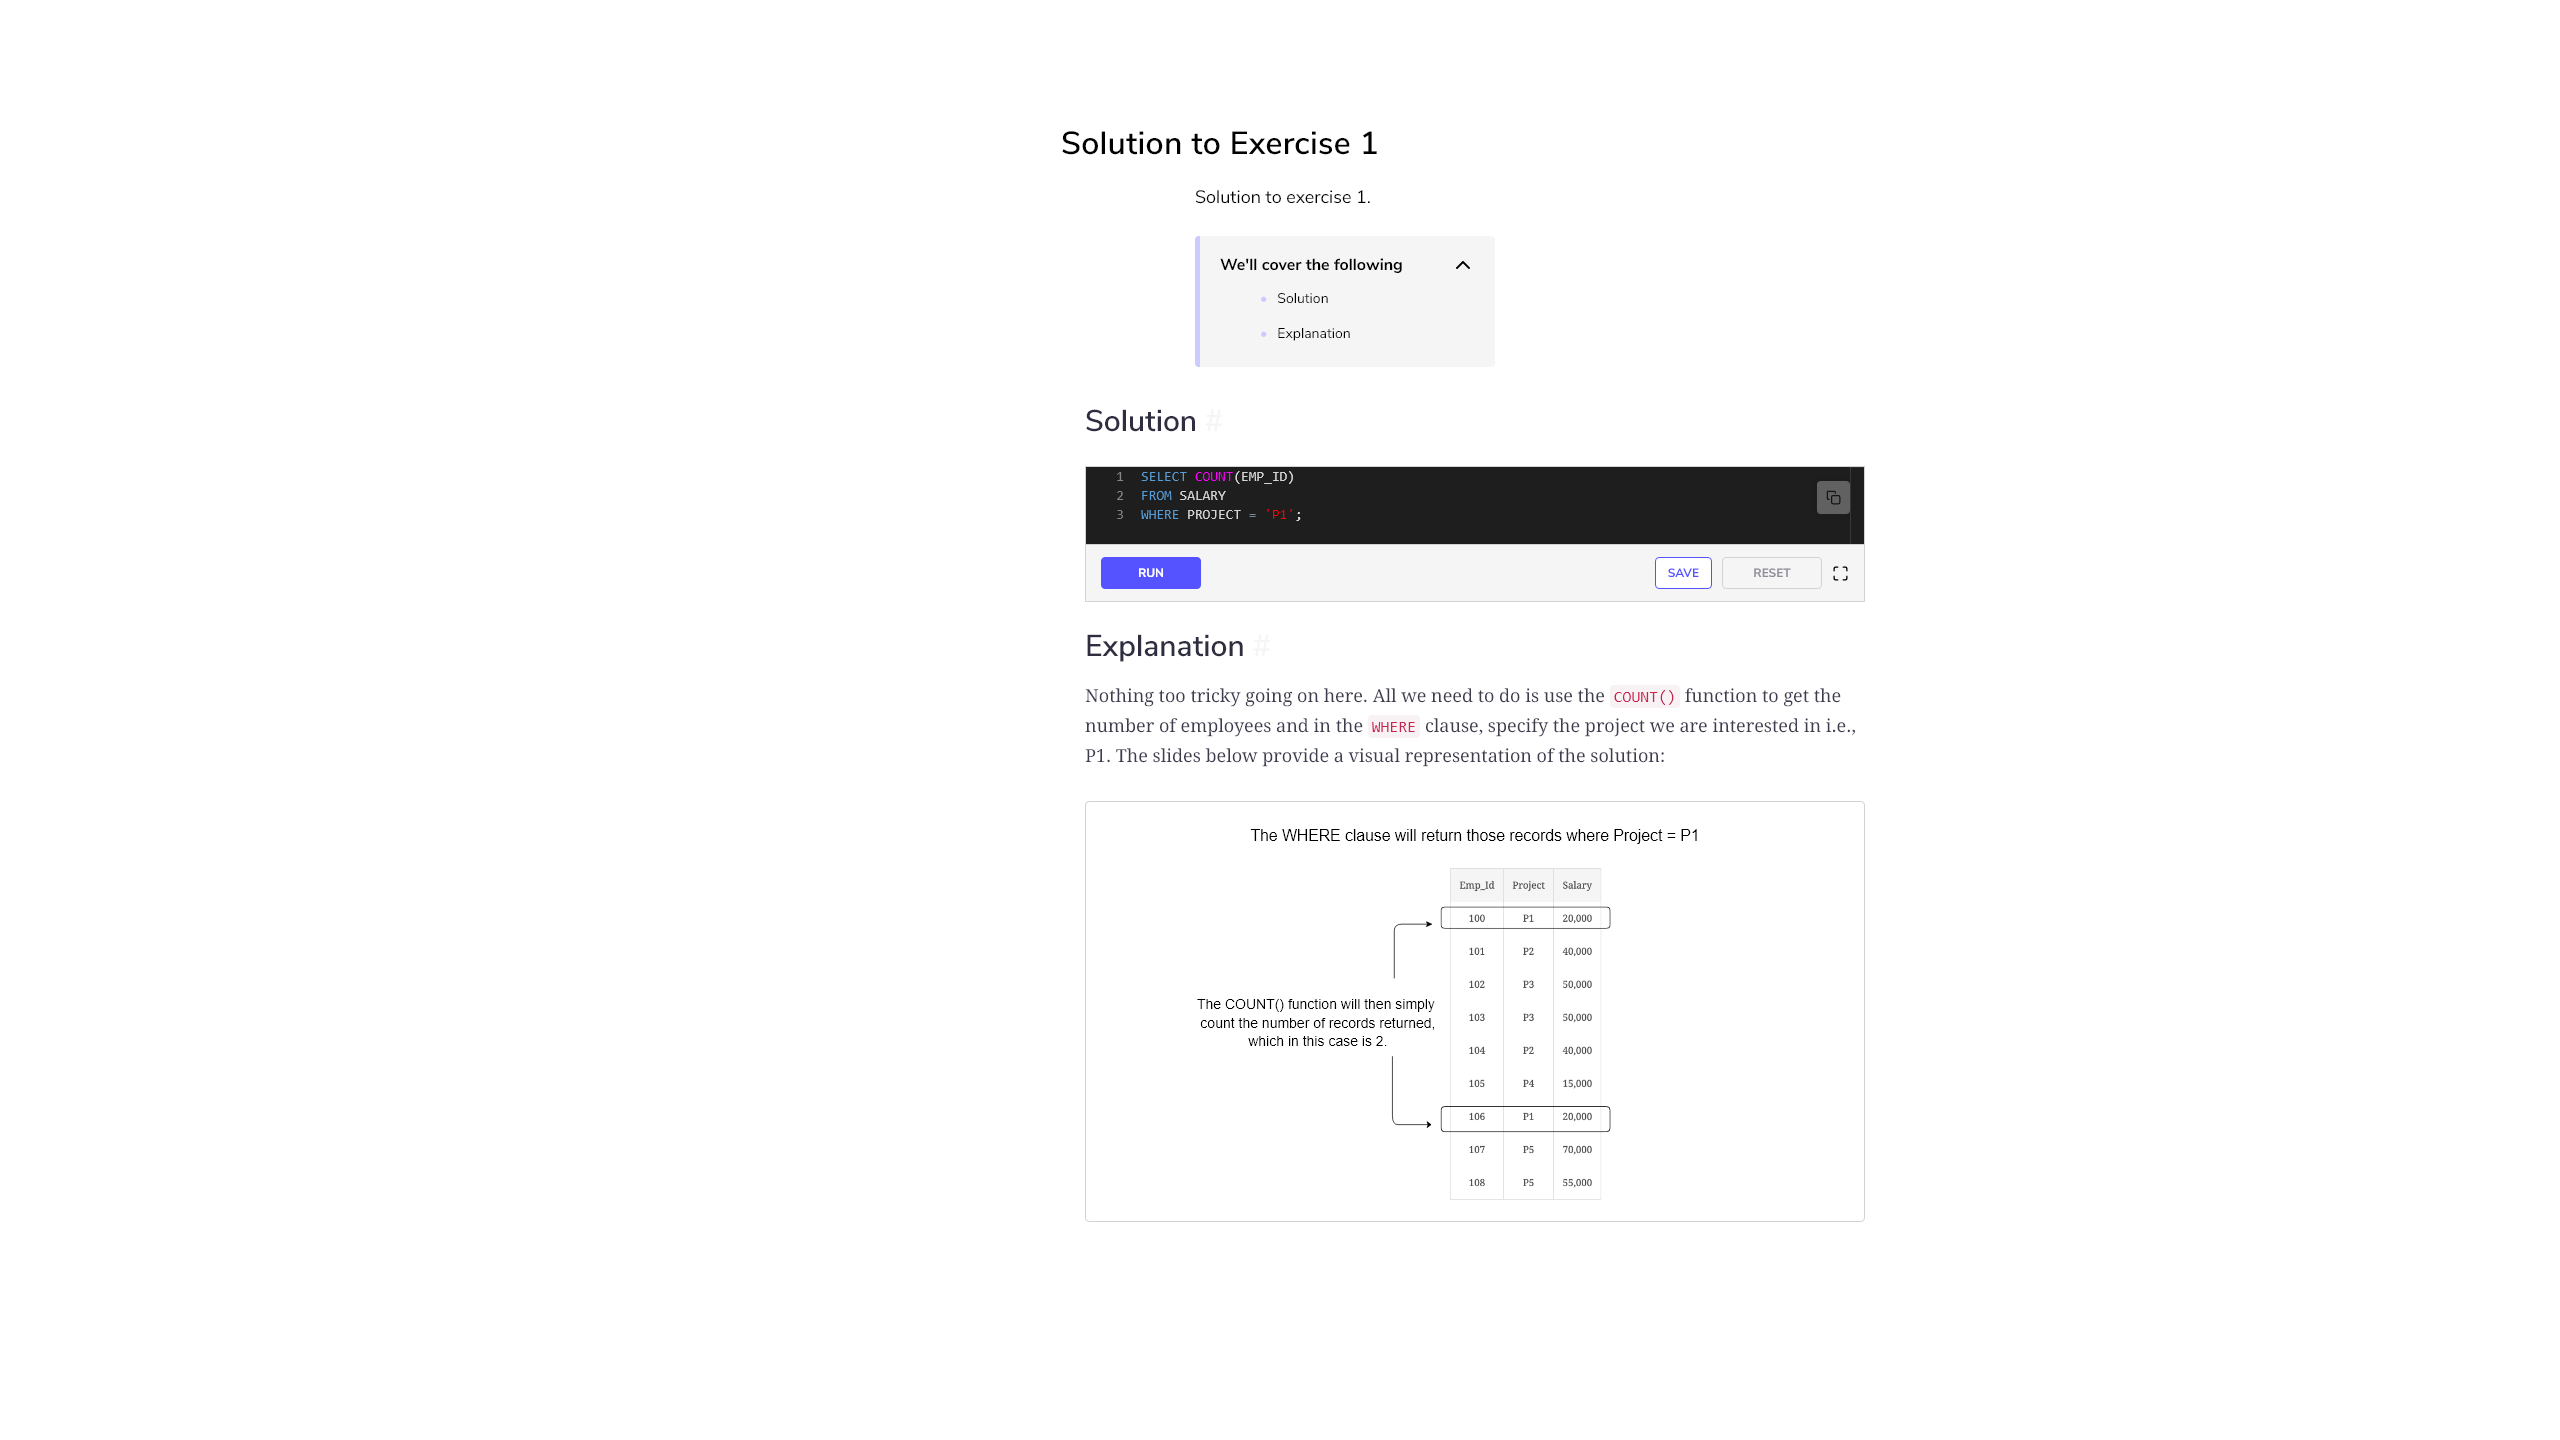 Solution to Exercise 1
Solution to exercise 1.
We'll cover the following
Solution
Explanation
Solution #
1 SELECT COUNT(EMP_ID)
2 FROM SALARY
3 WHERE PROJECT = 'P1';
RUN SAVE RESET
Explanation #
Nothing too tricky going on here. All we need to do is use the COUNT() function to get the
number of employees and in the WHERE clause, specify the project we are interested in i.e.,
P1. The slides below provide a visual representation of the solution:
The WHERE clause will return those records where Project = P1
Emp_Id Project Salary
100 P1 20,000
101 P2 40,000
102 P3 50,000
103 P3 50,000
104 P2 40,000
105 P4 15,000
106 P1 20,000
107 P5 70,000
108 P5 55,000
The COUNT() function will then simply
count the number of records returned,
which in this case is 2.